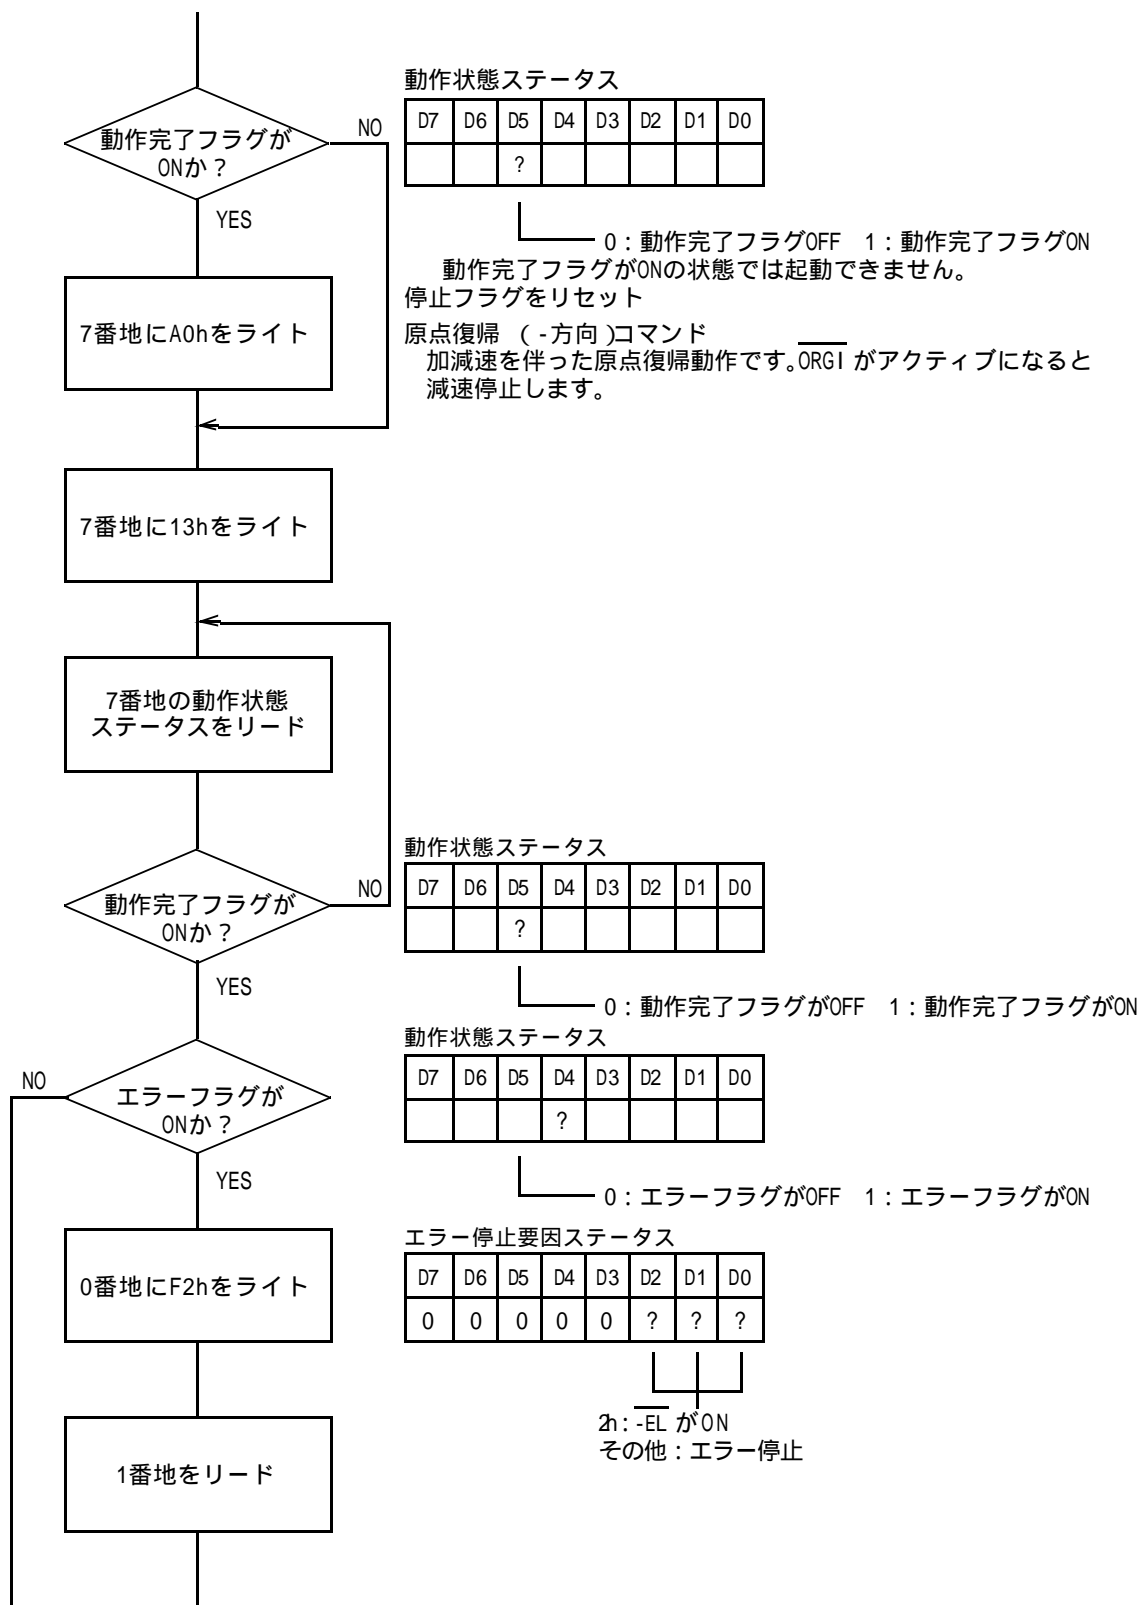 動作状態ステータス
D7 D6 D5 D4 D3 D2 D1 D0
?
動作完了フラグが
ONか？
NO
YES
0：動作完了フラグOFF 1：動作完了フラグON
動作完了フラグがONの状態では起動できません。
停止フラグをリセット
7番地にA0hをライト
原点復帰 (-方向)コマンド
加減速を伴った原点復帰動作です。ORGI がアクティブになると
減速停止します。
7番地に13hをライト
7番地の動作状態
ステータスをリード
動作状態ステータス
D7 D6 D5 D4 D3 D2 D1 D0
?
動作完了フラグが
ONか？
NO
YES
0：動作完了フラグがOFF 1：動作完了フラグがON
動作状態ステータス
D7 D6 D5 D4 D3 D2 D1 D0
?
NO
エラーフラグが
ONか？
YES
0：エラーフラグがOFF 1：エラーフラグがON
エラー停止要因ステータス
D7 D6 D5 D4 D3 D2 D1 D0
0 0 0 0 0 ? ? ?
0番地にF2hをライト
2h：-EL がON
その他：エラー停止
1番地をリード